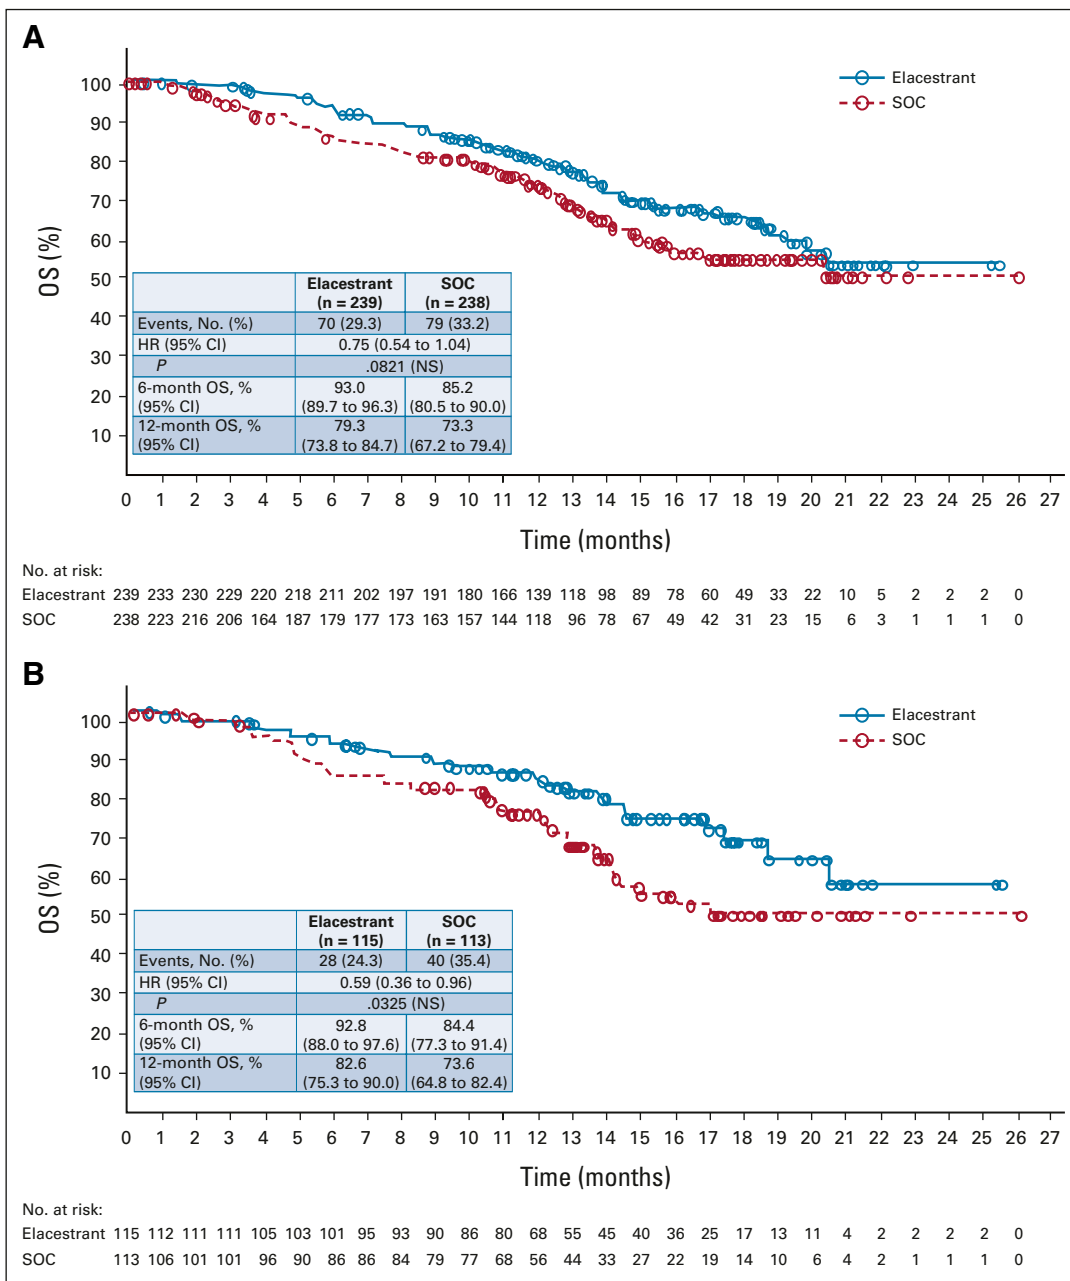 A
OS (%)
100
90
80
70
60
50
40
30
20
10
Elacestrant
SOC
Elacestrant (n = 239) SOC (n = 238)
Events, No. (%) 70 (29.3) 79 (33.2)
HR (95% CI) 0.75 (0.54 to 1.04)
P .0821 (NS)
6-month OS, % (95% CI) 93.0 (89.7 to 96.3) 85.2 (80.5 to 90.0)
12-month OS, % (95% CI) 79.3 (73.8 to 84.7) 73.3 (67.2 to 79.4)
0 1 2 3 4 5 6 7 8 9 10 11 12 13 14 15 16 17 18 19 20 21 22 23 24 25 26 27
Time (months)
No. at risk:
Elacestrant 239 233 230 229 220 218 211 202 197 191 180 166 139 118 98 89 78 60 49 33 22 10 5 2 2 2 0
SOC 238 223 216 206 164 187 179 177 173 163 157 144 118 96 78 67 49 42 31 23 15 6 3 1 1 1 0
B
OS (%)
100
90
80
70
60
50
40
30
20
10
Elacestrant
SOC
Elacestrant (n = 115) SOC (n = 113)
Events, No. (%) 28 (24.3) 40 (35.4)
HR (95% CI) 0.59 (0.36 to 0.96)
P .0325 (NS)
6-month OS, % (95% CI) 92.8 (88.0 to 97.6) 84.4 (77.3 to 91.4)
12-month OS, % (95% CI) 82.6 (75.3 to 90.0) 73.6 (64.8 to 82.4)
0 1 2 3 4 5 6 7 8 9 10 11 12 13 14 15 16 17 18 19 20 21 22 23 24 25 26 27
Time (months)
No. at risk:
Elacestrant 115 112 111 111 105 103 101 95 93 90 86 80 68 55 45 40 36 25 17 13 11 4 2 2 2 2 0
SOC 113 106 101 101 96 90 86 86 84 79 77 68 56 44 33 27 22 19 14 10 6 4 2 1 1 1 0